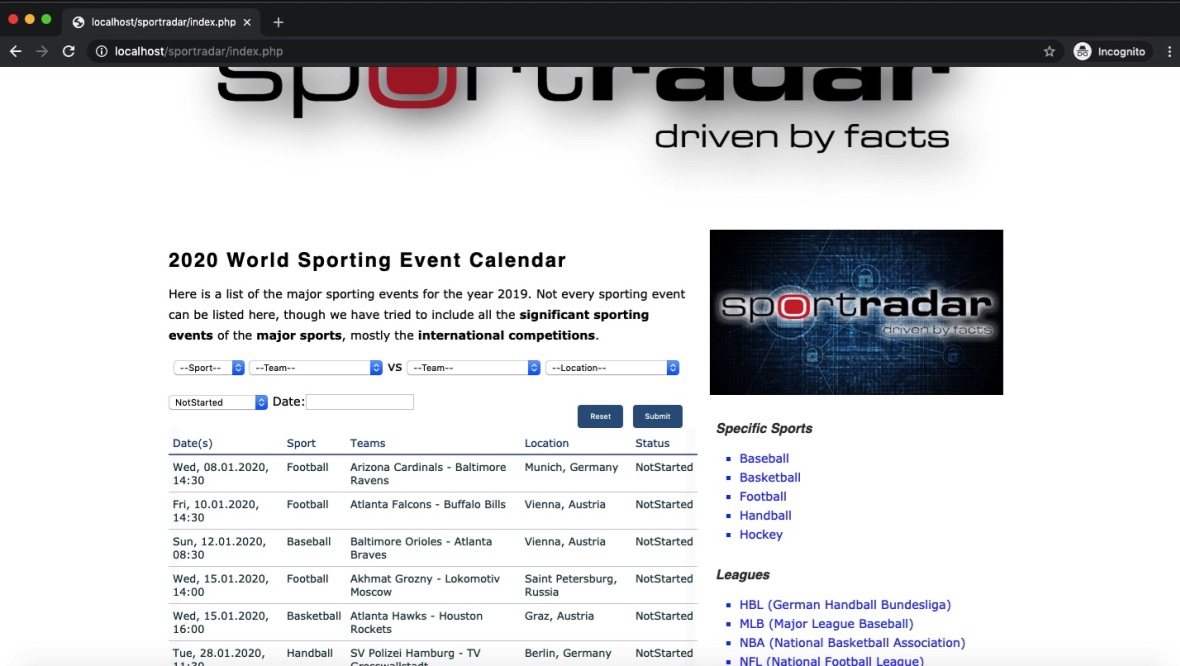 localhost/sportradar/index.php
localhost/sportradar/index.php
Incognito
sportradar
driven by facts
2020 World Sporting Event Calendar
Here is a list of the major sporting events for the year 2019. Not every sporting event
can be listed here, though we have tried to include all the significant sporting
events of the major sports, mostly the international competitions.
--Sport-- --Team-- VS --Team-- --Location--
NotStarted Date:
Reset Submit
Date(s) Sport Teams Location Status
Wed, 08.01.2020, Football Arizona Cardinals - Baltimore Munich, Germany NotStarted
14:30 Ravens
Fri, 10.01.2020, Football Atlanta Falcons - Buffalo Bills Vienna, Austria NotStarted
14:30
Sun, 12.01.2020, Baseball Baltimore Orioles - Atlanta Vienna, Austria NotStarted
08:30 Braves
Wed, 15.01.2020, Football Akhmat Grozny - Lokomotiv Saint Petersburg, NotStarted
14:00 Moscow Russia
Wed, 15.01.2020, Basketball Atlanta Hawks - Houston Graz, Austria NotStarted
16:00 Rockets
Tue, 28.01.2020, Handball SV Polizei Hamburg - TV Berlin, Germany NotStarted
11:30 Grosswallstadt
sportradar
driven by facts
Specific Sports
Baseball
Basketball
Football
Handball
Hockey
Leagues
HBL (German Handball Bundesliga)
MLB (Major League Baseball)
NBA (National Basketball Association)
NFL (National Football League)